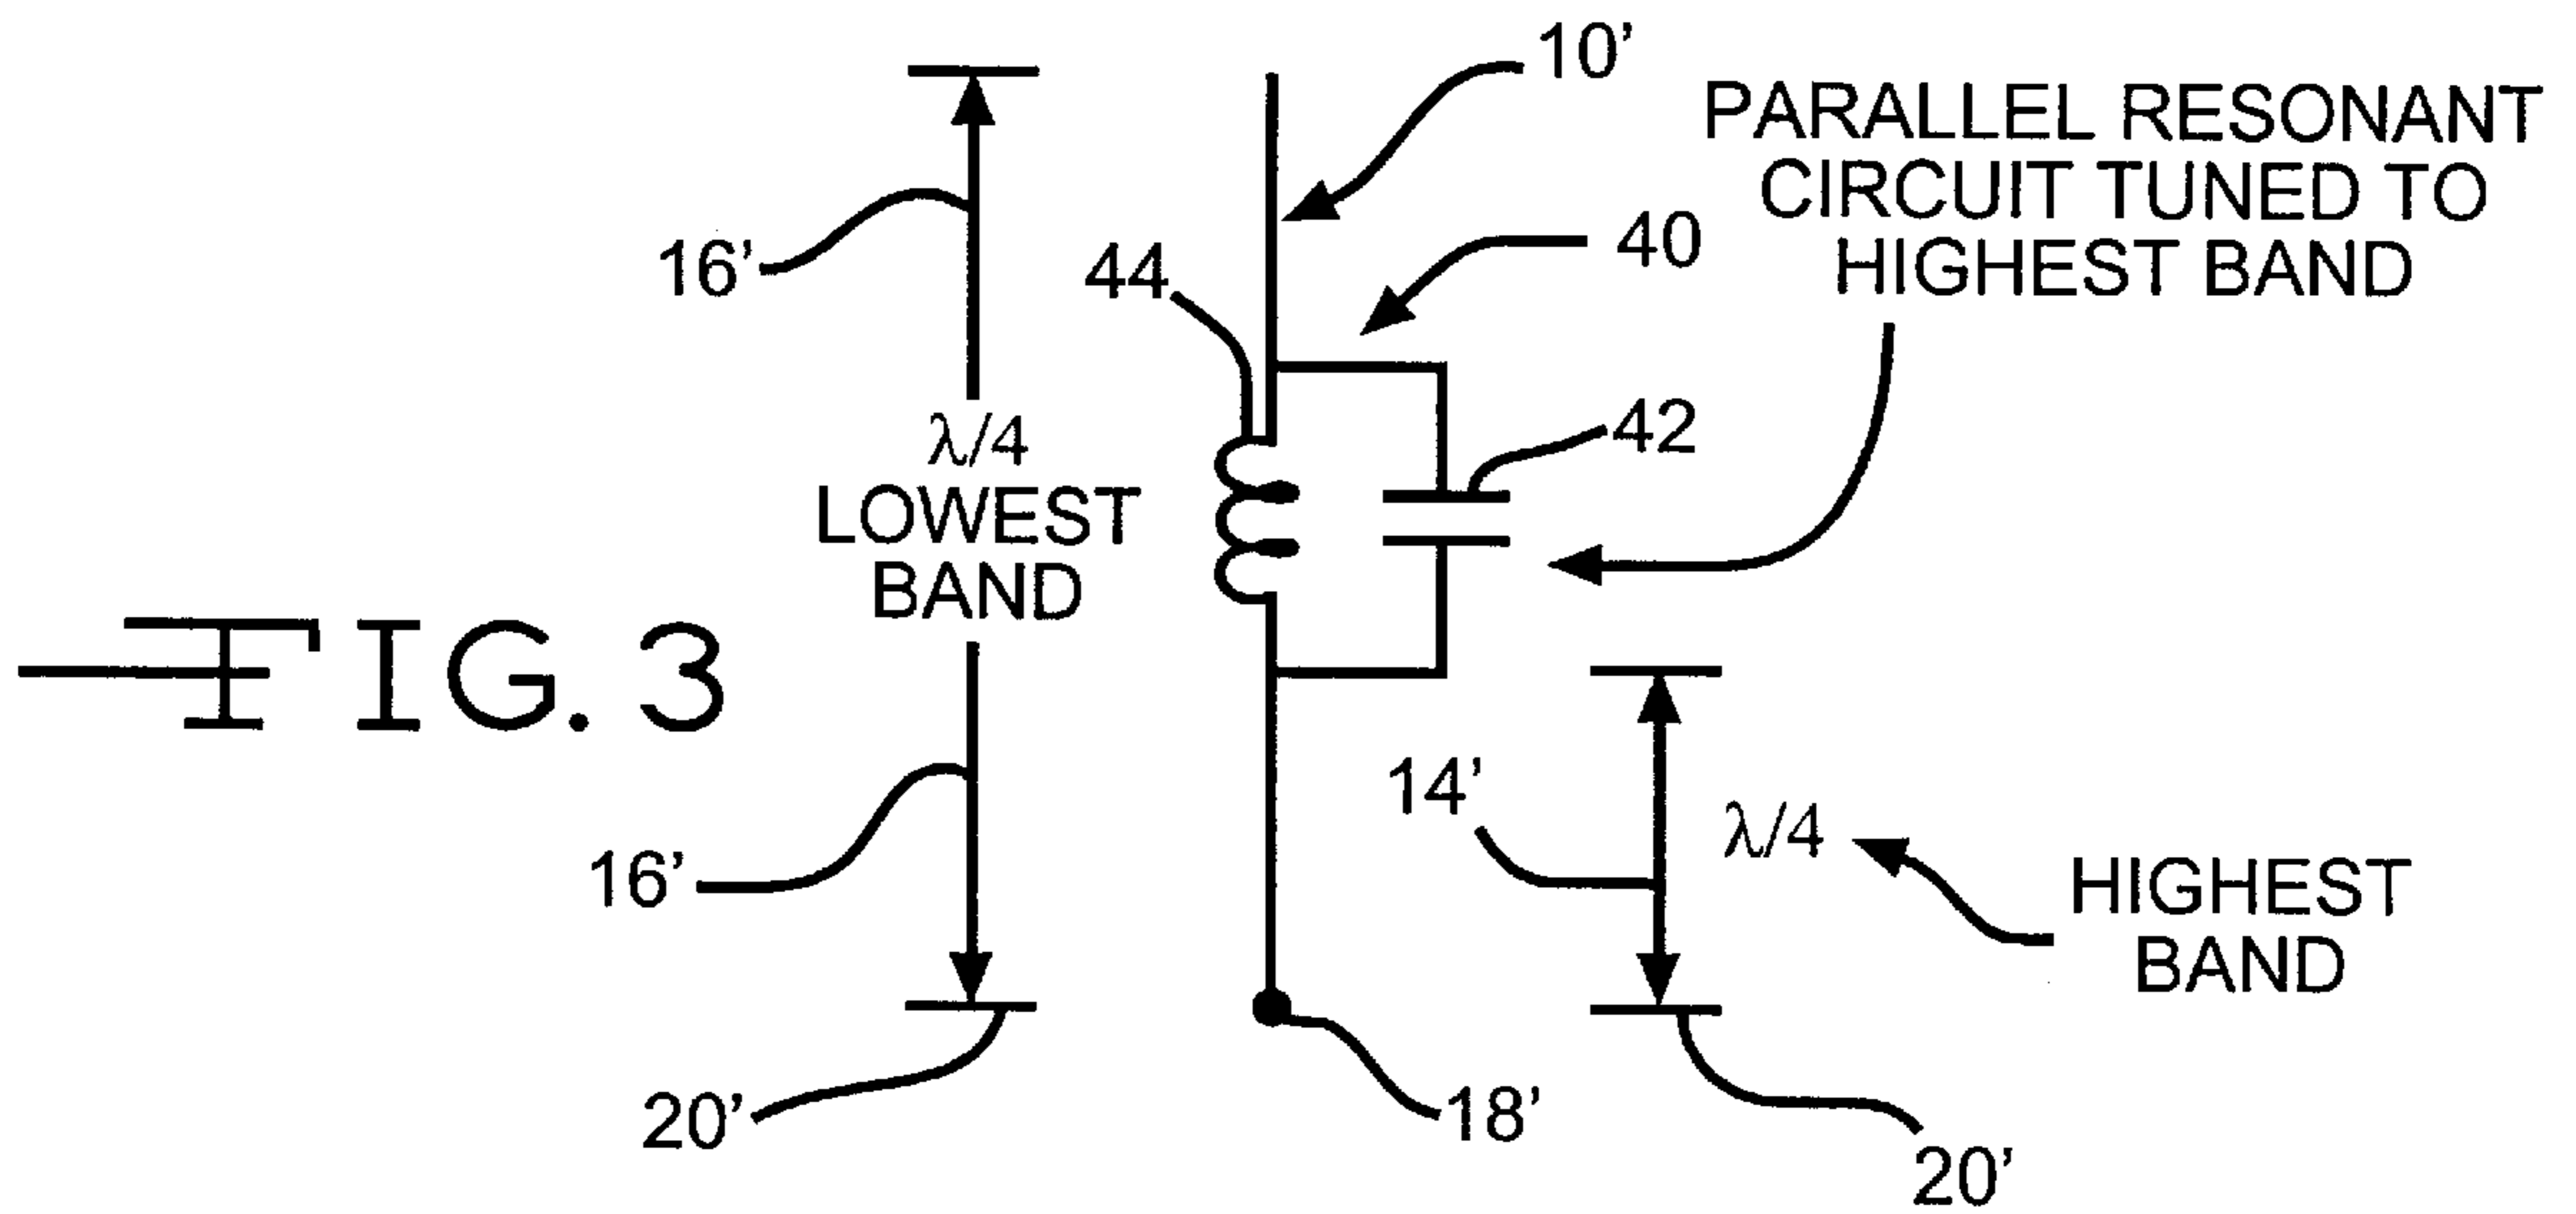 10’
PARALLEL RESONANT
CIRCUIT TUNED TO
HIGHEST BAND
16’
44
40
42
λ/4
LOWEST
BAND
FIG. 3
14’
λ/4
16’
HIGHEST
BAND
20’
18’
20’